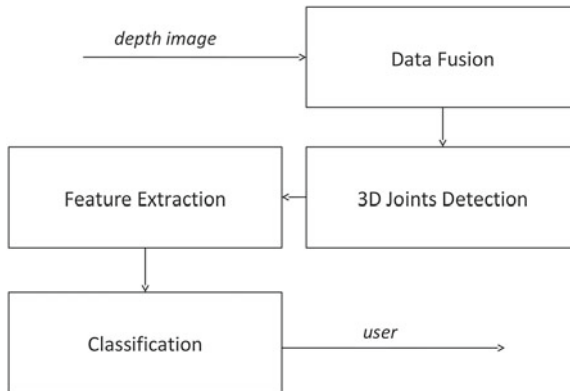 depth image
Data Fusion
3D Joints Detection
Feature Extraction
Classification
user